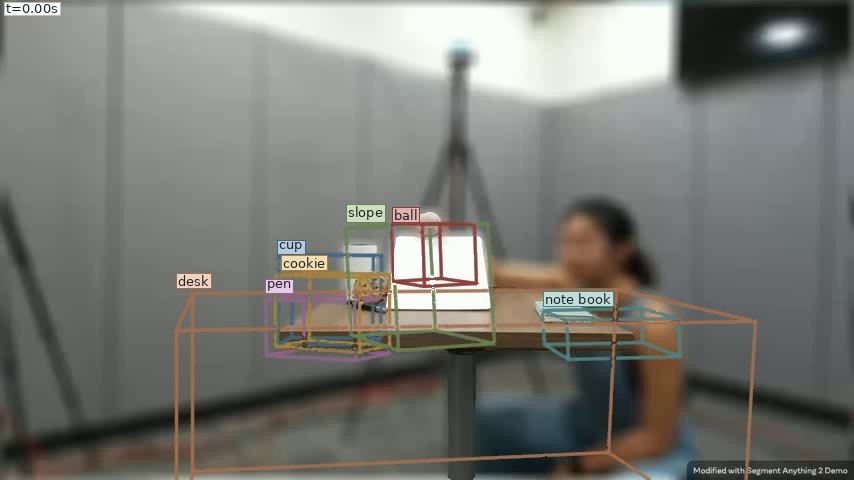 t=0.00s
slope
ball
cup
cookie
desk
pen
note book
Modified with Segment Anything 2 Demo